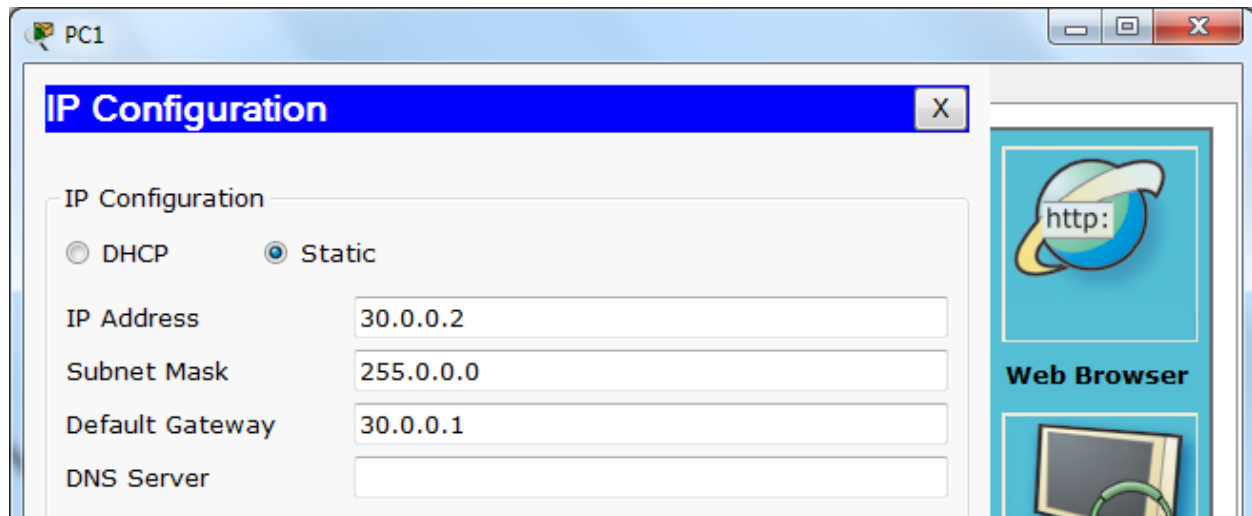 PC1
IP Configuration
X
IP Configuration
DHCP
Static
IP Address
30.0.0.2
Subnet Mask
255.0.0.0
Default Gateway
30.0.0.1
DNS Server
http:
Web Browser